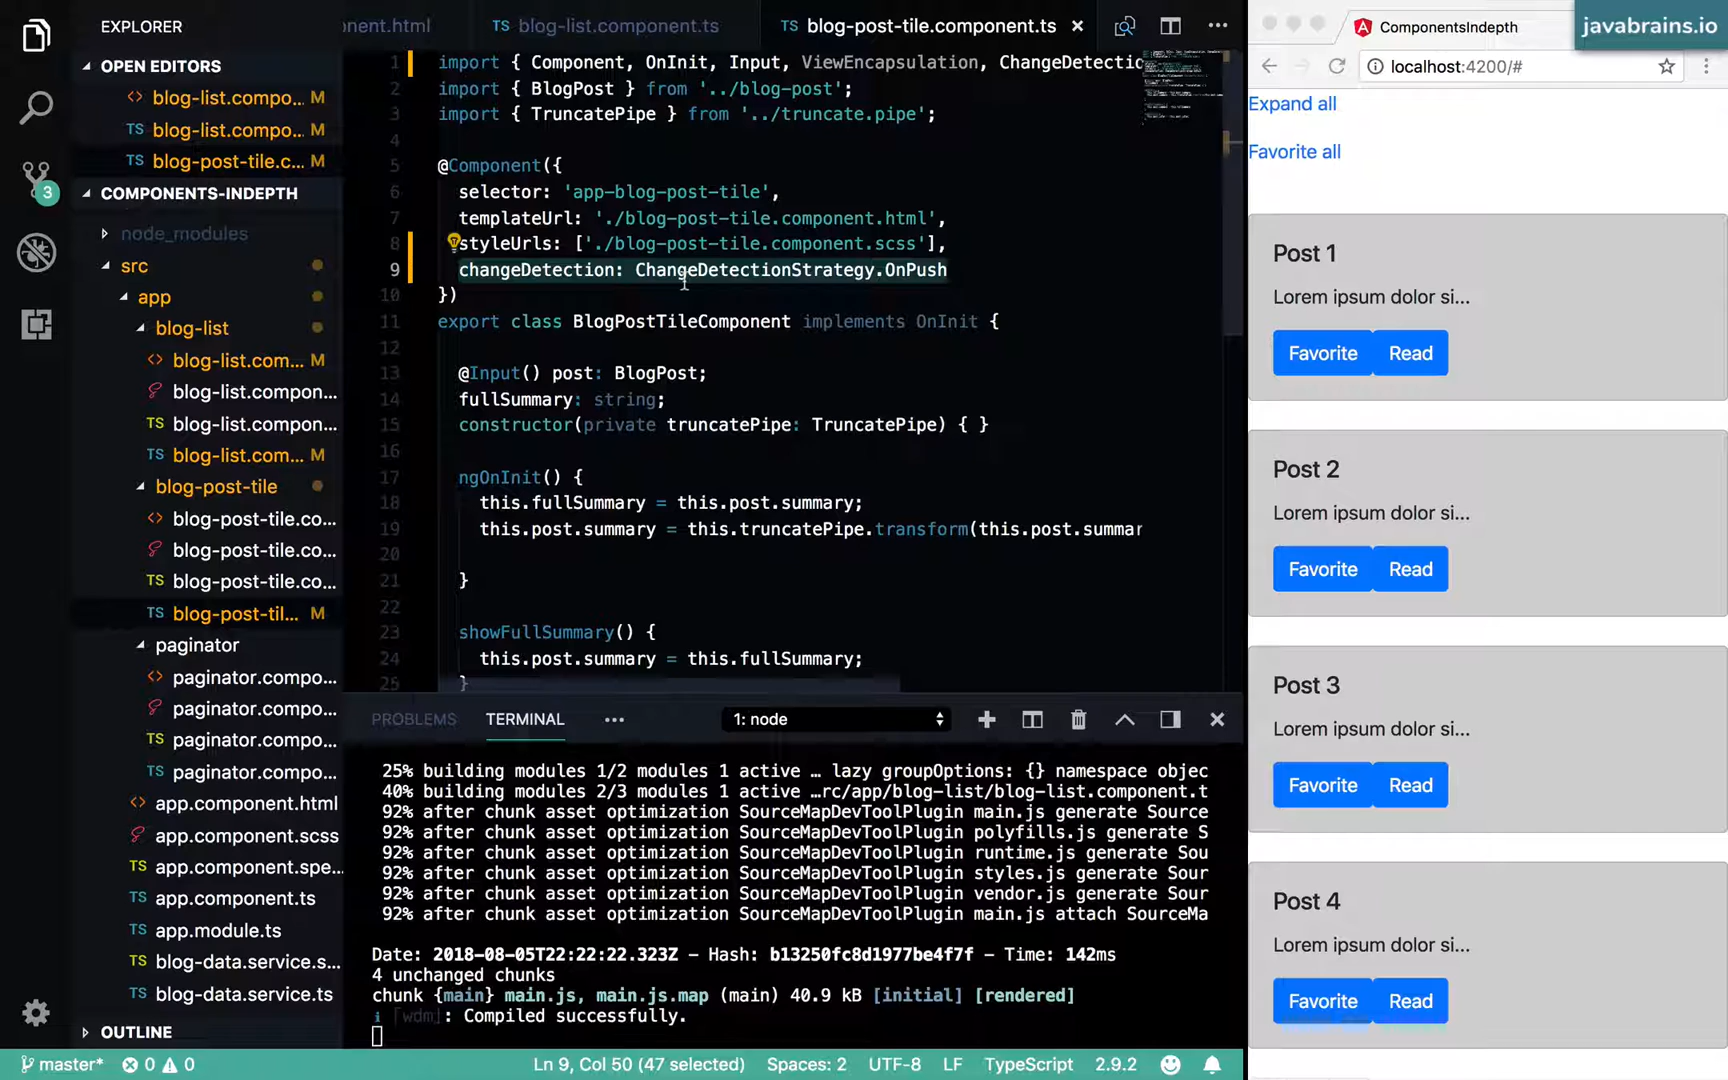 EXPLORER
OPEN EDITORS
blog-list.compo... M
TS blog-list.compo... M
TS blog-post-tile.c... M
3
COMPONENTS-INDEPTH
node_modules
src
app
blog-list
blog-list.com... M
blog-list.compon...
TS blog-list.compon...
TS blog-list.com... M
blog-post-tile
blog-post-tile.co...
blog-post-tile.co...
TS blog-post-tile.co...
TS blog-post-til... M
paginator
paginator.compo...
paginator.compo...
TS paginator.compo...
TS paginator.compo...
app.component.html
app.component.scss
TS app.component.spe...
TS app.component.ts
TS app.module.ts
TS blog-data.service.s...
TS blog-data.service.ts
OUTLINE
onent.html
TS blog-list.component.ts
TS blog-post-tile.component.ts
1 import { Component, OnInit, Input, ViewEncapsulation, ChangeDetectio
2 import { BlogPost } from '../blog-post';
3 import { TruncatePipe } from '../truncate.pipe';
4
5 @Component({
6 selector: 'app-blog-post-tile',
7 templateUrl: './blog-post-tile.component.html',
8 styleUrls: ['./blog-post-tile.component.scss'],
9 changeDetection: ChangeDetectionStrategy.OnPush
10 })
11 export class BlogPostTileComponent implements OnInit {
12
13 @Input() post: BlogPost;
14 fullSummary: string;
15 constructor(private truncatePipe: TruncatePipe) { }
16
17 ngOnInit() {
18 this.fullSummary = this.post.summary;
19 this.post.summary = this.truncatePipe.transform(this.post.summar
20
21 }
22
23 showFullSummary() {
24 this.post.summary = this.fullSummary;
25 }
PROBLEMS TERMINAL ... 1: node
25% building modules 1/2 modules 1 active … lazy groupOptions: {} namespace objec
40% building modules 2/3 modules 1 active …rc/app/blog-list/blog-list.component.t
92% after chunk asset optimization SourceMapDevToolPlugin main.js generate Source
92% after chunk asset optimization SourceMapDevToolPlugin polyfills.js generate S
92% after chunk asset optimization SourceMapDevToolPlugin runtime.js generate Sou
92% after chunk asset optimization SourceMapDevToolPlugin styles.js generate Sour
92% after chunk asset optimization SourceMapDevToolPlugin vendor.js generate Sour
92% after chunk asset optimization SourceMapDevToolPlugin main.js attach SourceMa
Date: 2018-08-05T22:22:22.323Z – Hash: b13250fc8d1977be4f7f – Time: 142ms
4 unchanged chunks
chunk {main} main.js, main.js.map (main) 40.9 kB [initial] [rendered]
i ｢wdm｣: Compiled successfully.
master* 0 0 Ln 9, Col 50 (47 selected) Spaces: 2 UTF-8 LF TypeScript 2.9.2
ComponentsIndepth
javabrains.io
localhost:4200/#
Expand all
Favorite all
Post 1
Lorem ipsum dolor si...
Favorite Read
Post 2
Lorem ipsum dolor si...
Favorite Read
Post 3
Lorem ipsum dolor si...
Favorite Read
Post 4
Lorem ipsum dolor si...
Favorite Read